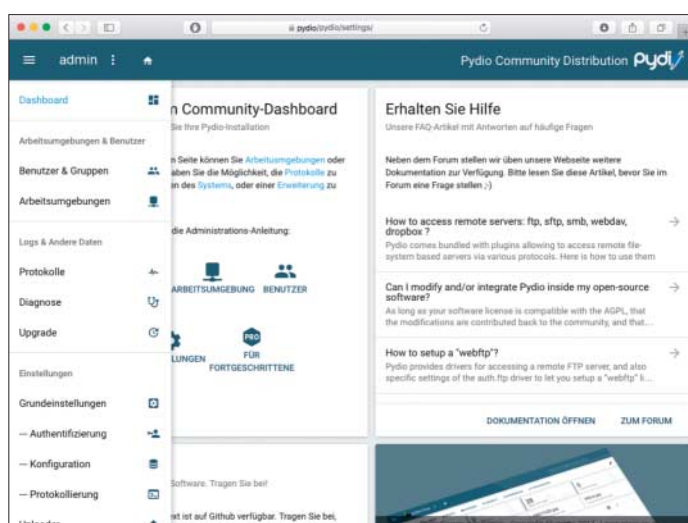 pydio/pydio/settings/
admin
Pydio Community Distribution pydi
Dashboard
Arbeitsumgebungen & Benutzer
Benutzer & Gruppen
Arbeitsumgebungen
Logs & Andere Daten
Protokolle
Diagnose
Upgrade
Einstellungen
Grundeinstellungen
— Authentifizierung
— Konfiguration
— Protokollierung
Uploader
Community-Dashboard
Sie Ihre Pydio-Installation
Seite können Sie Arbeitsumgebungen oder
aben Sie die Möglichkeit, die Protokolle zu
en des Systems, oder einer Erweiterung zu
die Administrations-Anleitung:
ARBEITSUMGEBUNG BENUTZER
LUNGEN
PRO
FÜR
FORTGESCHRITTENE
Software. Tragen Sie bei!
ist auf Github verfügbar. Tragen Sie bei,
Erhalten Sie Hilfe
Unsere FAQ-Artikel mit Antworten auf häufige Fragen
Neben dem Forum stellen wir über unsere Webseite weitere
Dokumentation zur Verfügung. Bitte lesen Sie diese Artikel, bevor Sie im
Forum eine Frage stellen ;-)
How to access remote servers: ftp, sftp, smb, webdav,
dropbox ?
Pydio comes bundled with plugins allowing to access remote file-
system based servers via various protocols. Here is how to use them
Can I modify and/or integrate Pydio inside my open-source
software?
As long as your software license is compatible with the AGPL, that
the modifications are contributed back to the community, and that...
How to setup a "webftp"?
Pydio provides drivers for accessing a remote FTP server, and also
specific settings of the auth.ftp driver to let you setup a "webftp" li...
DOKUMENTATION ÖFFNEN ZUM FORUM